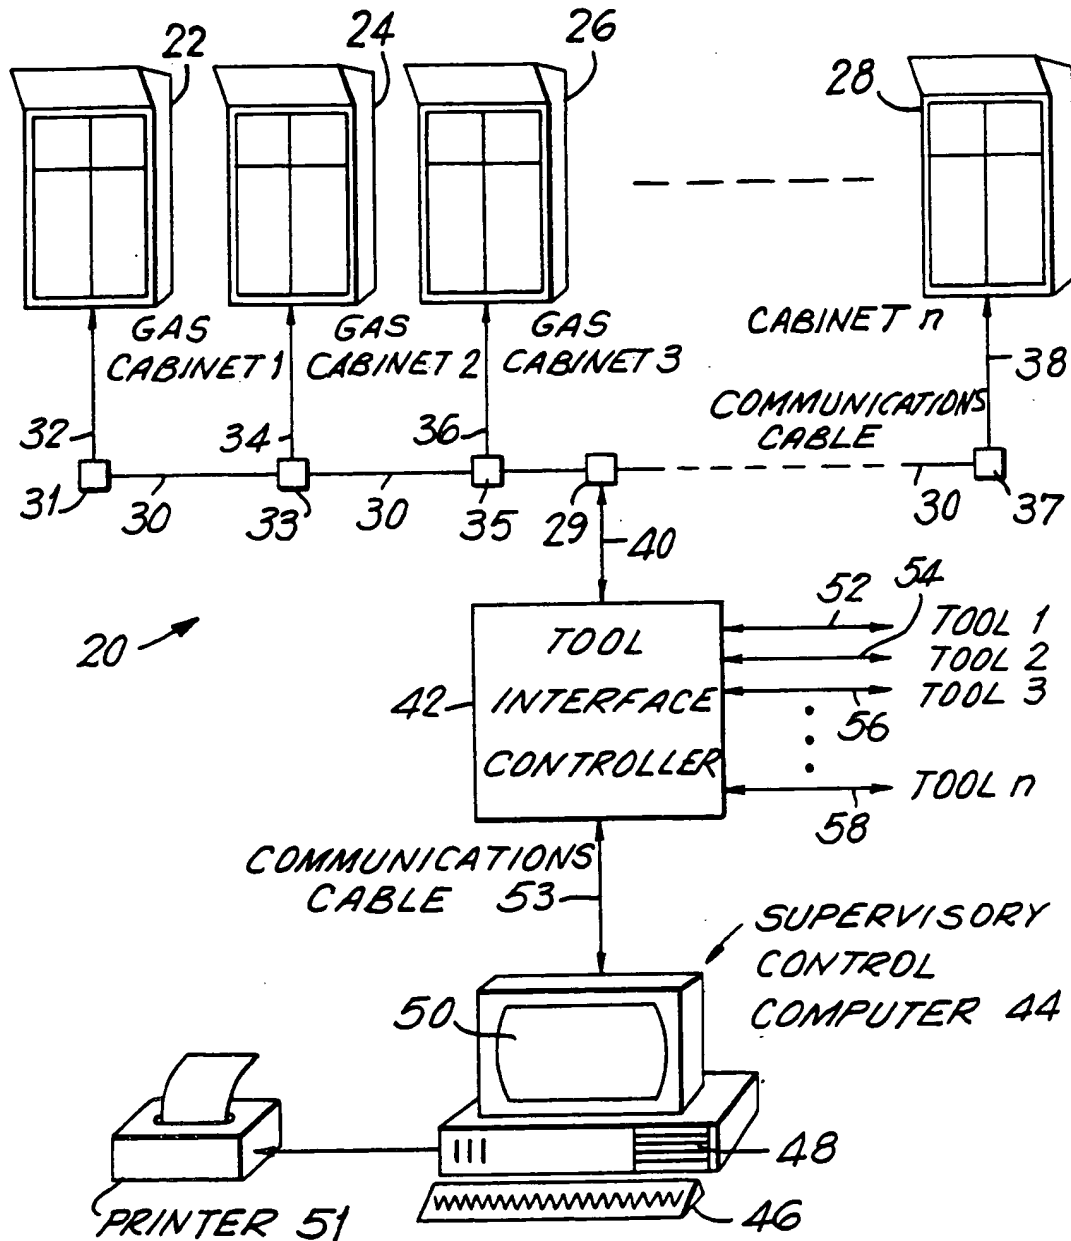 22
24
26
28
GAS
CABINET 1
GAS
CABINET 2
GAS
CABINET 3
CABINET n
38
COMMUNICATIONS
CABLE
32
34
36
31
30
33
30
35
29
40
30
37
20
42
TOOL
INTERFACE
CONTROLLER
52
54
TOOL 1
TOOL 2
TOOL 3
56
TOOL n
58
COMMUNICATIONS
CABLE 53
SUPERVISORY
CONTROL
COMPUTER 44
50
48
46
PRINTER 51